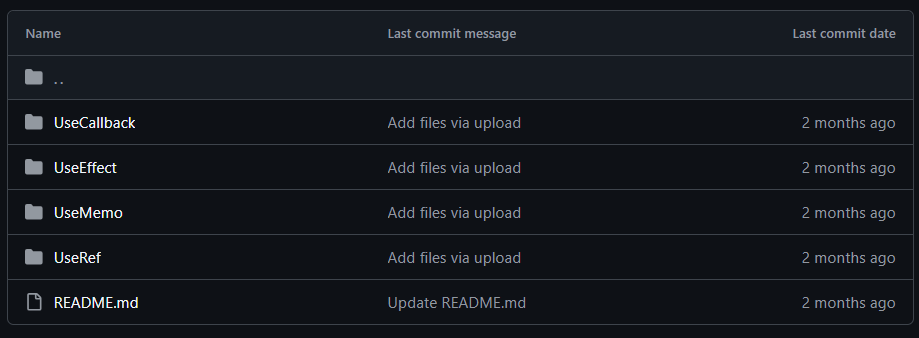 Name Last commit message Last commit date
..
UseCallback Add files via upload 2 months ago
UseEffect Add files via upload 2 months ago
UseMemo Add files via upload 2 months ago
UseRef Add files via upload 2 months ago
README.md Update README.md 2 months ago